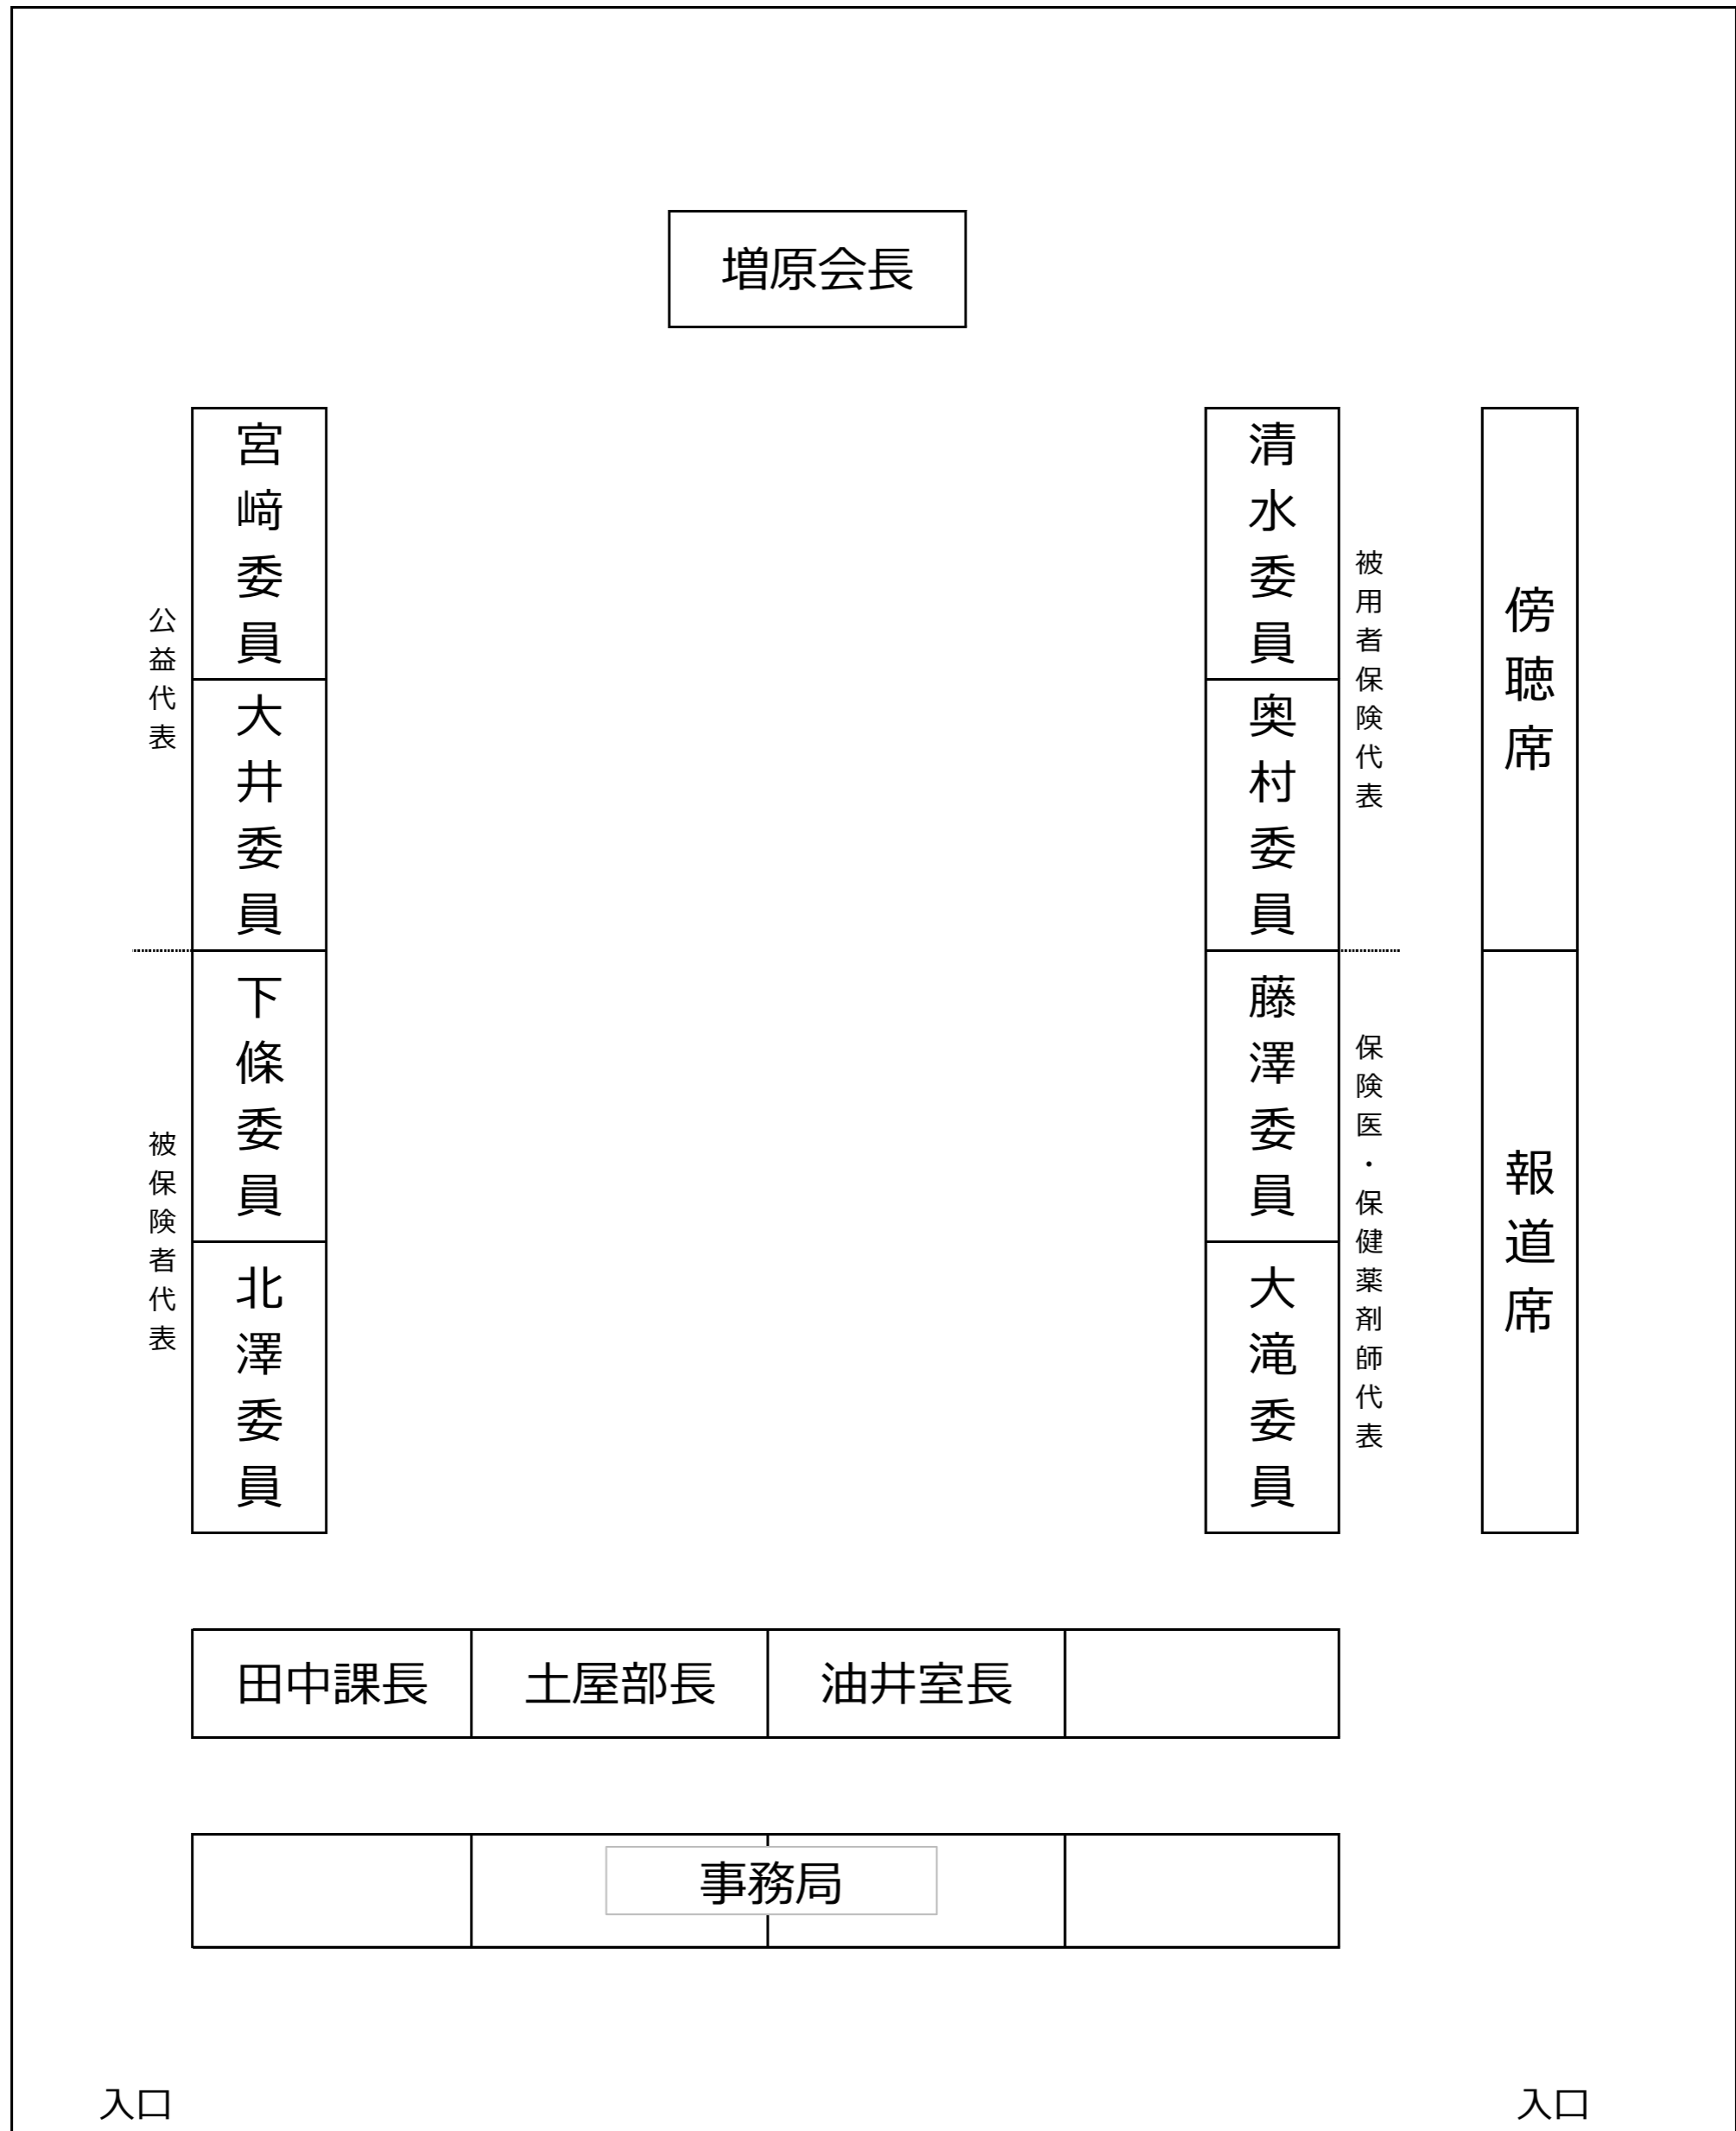 増原会長
公益代表
宮﨑委員
大井委員
被保険者代表
下條委員
北澤委員
清水委員
奥村委員
被用者保険代表
藤澤委員
大滝委員
保険医・保健薬剤師代表
傍聴席
報道席
田中課長
土屋部長
油井室長
事務局
入口
入口